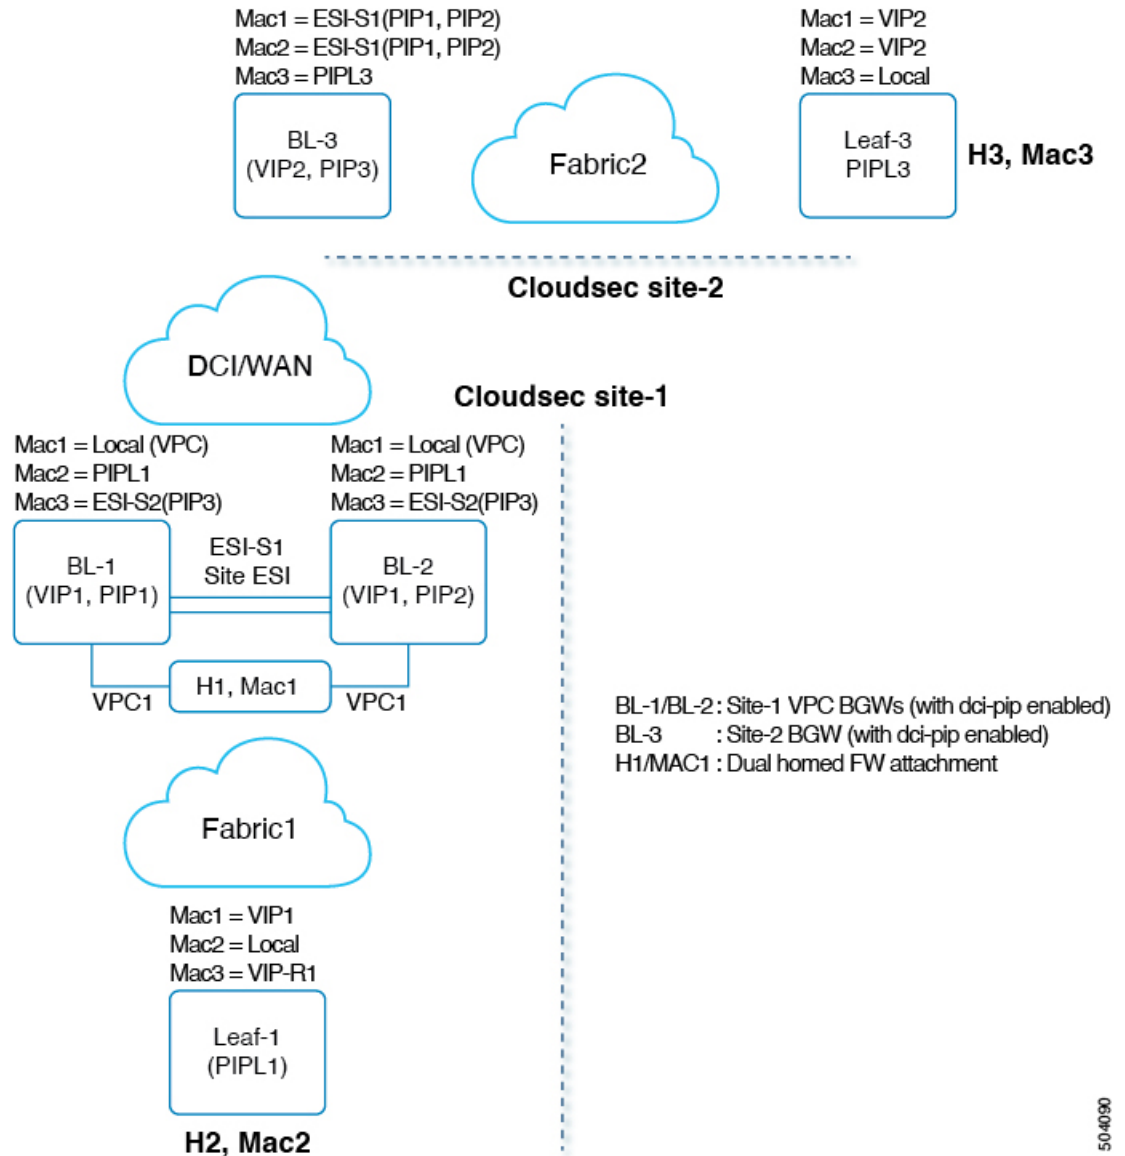 Mac1 = ESI-S1(PIP1, PIP2)
Mac2 = ESI-S1(PIP1, PIP2)
Mac3 = PIPL3
BL-3
(VIP2, PIP3)
Fabric2
Mac1 = VIP2
Mac2 = VIP2
Mac3 = Local
Leaf-3
PIPL3
H3, Mac3
Cloudsec site-2
DCI/WAN
Cloudsec site-1
Mac1 = Local (VPC)
Mac2 = PIPL1
Mac3 = ESI-S2(PIP3)
BL-1
(VIP1, PIP1)
ESI-S1
Site ESI
Mac1 = Local (VPC)
Mac2 = PIPL1
Mac3 = ESI-S2(PIP3)
BL-2
(VIP1, PIP2)
VPC1
H1, Mac1
VPC1
BL-1/BL-2 : Site-1 VPC BGWs (with dci-pip enabled)
BL-3 : Site-2 BGW (with dci-pip enabled)
H1/MAC1 : Dual homed FW attachment
Fabric1
Mac1 = VIP1
Mac2 = Local
Mac3 = VIP-R1
Leaf-1
(PIPL1)
H2, Mac2
504090